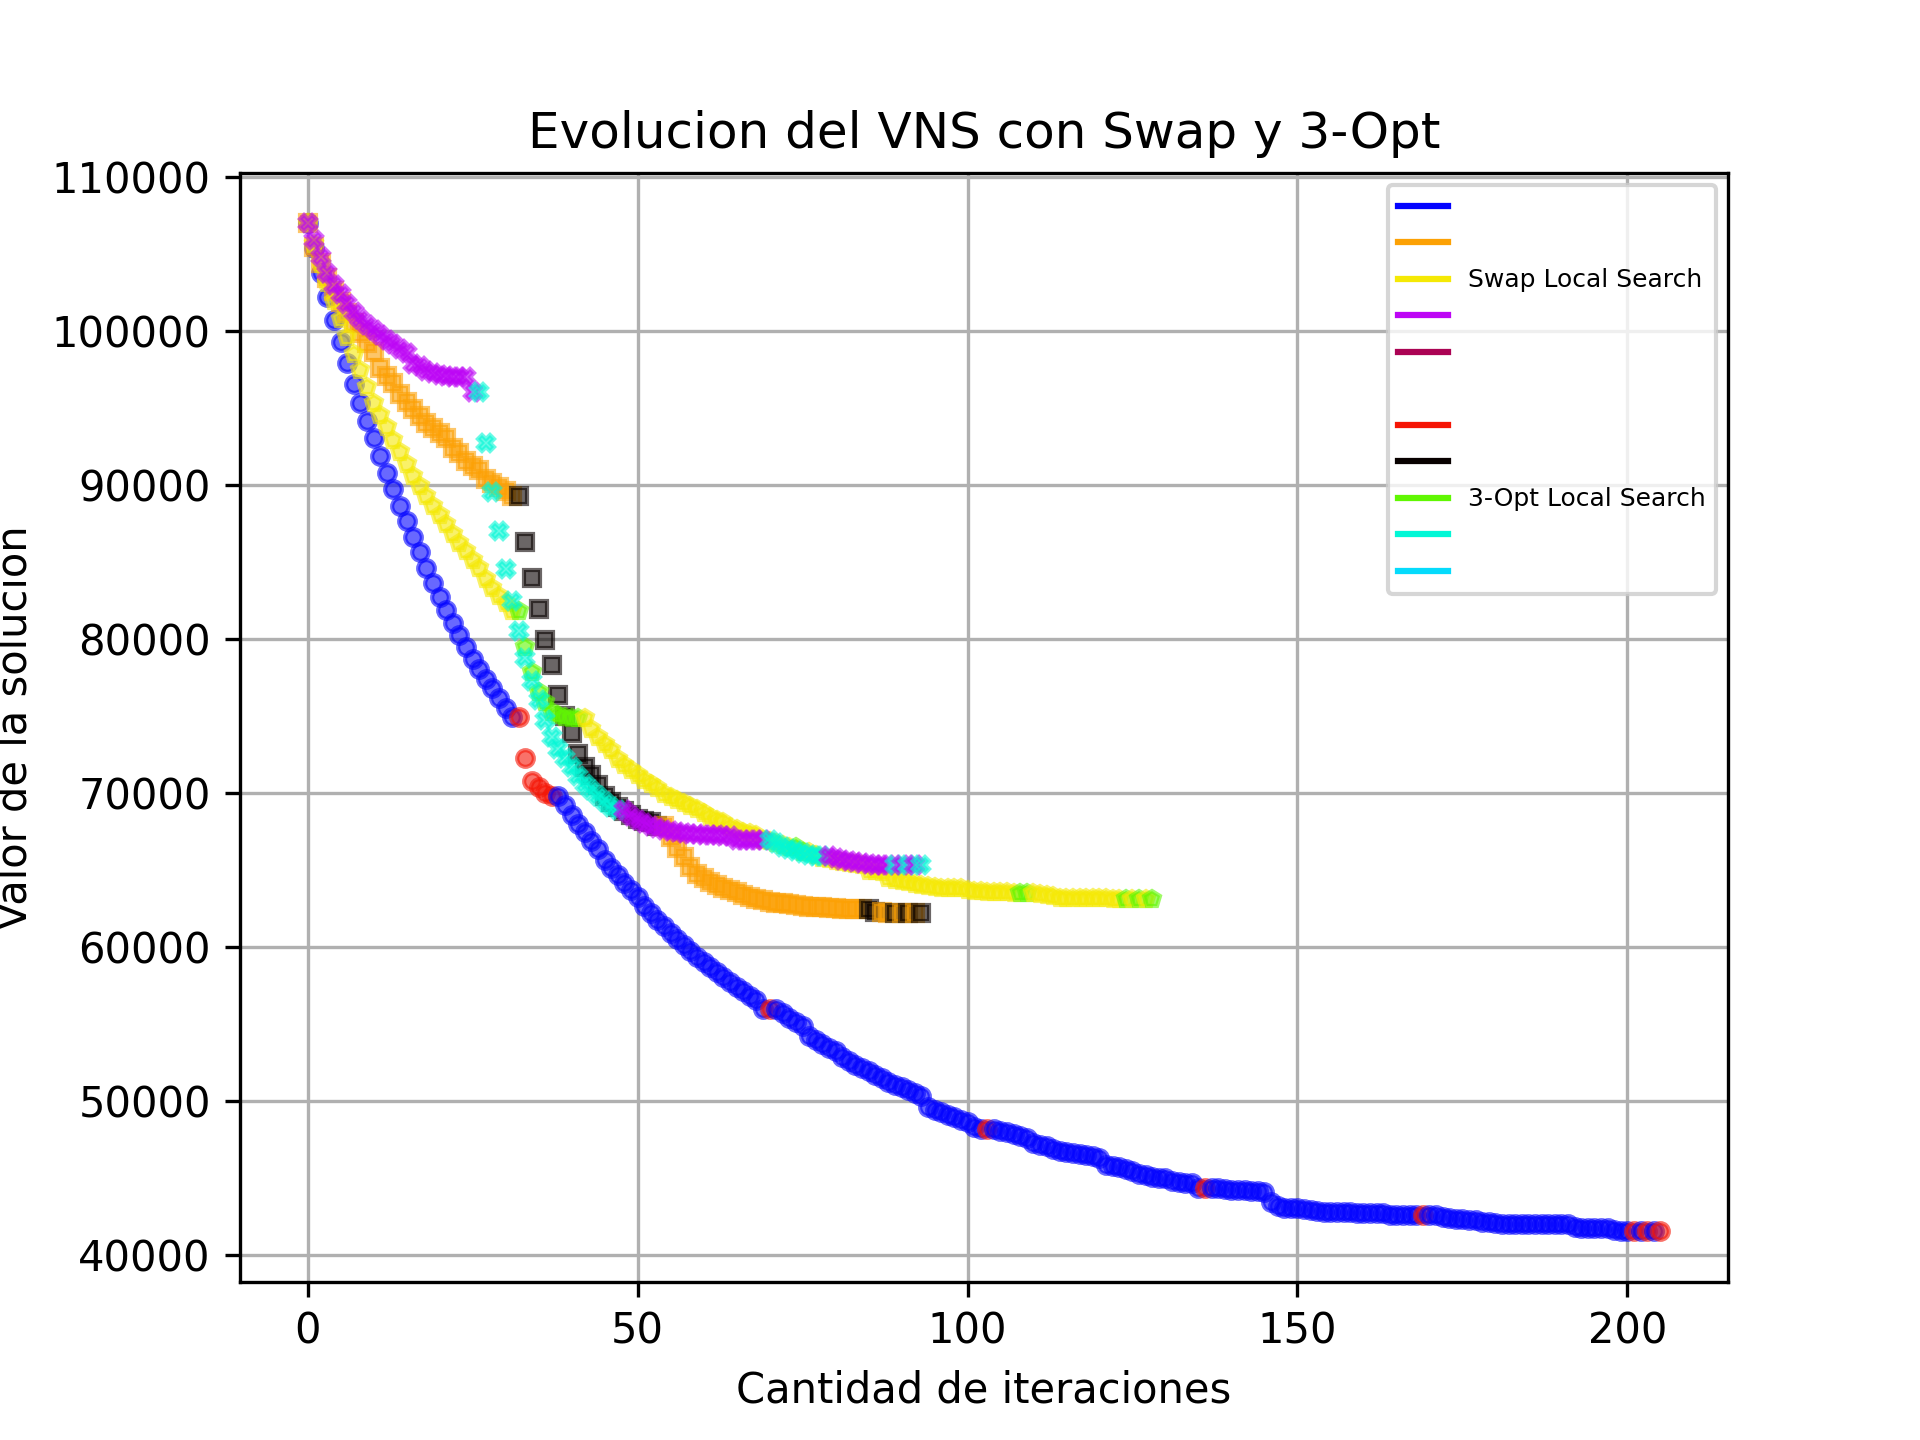 Evolucion del VNS con Swap y 3-Opt
110000
100000
90000
80000
70000
60000
50000
40000
Valor de la solucion
Swap Local Search
3-Opt Local Search
0 50 100 150 200
Cantidad de iteraciones